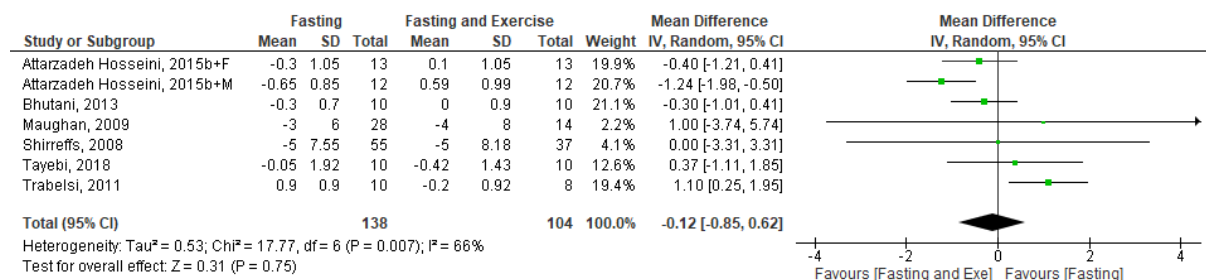 Fasting Fasting and Exercise Mean Difference Mean Difference
Study or Subgroup Mean SD Total Mean SD Total Weight IV, Random, 95% CI IV, Random, 95% CI
Attarzadeh Hosseini, 2015b+F -0.3 1.05 13 0.1 1.05 13 19.9% -0.40 [-1.21, 0.41]
Attarzadeh Hosseini, 2015b+M -0.65 0.85 12 0.59 0.99 12 20.7% -1.24 [-1.98, -0.50]
Bhutani, 2013 -0.3 0.7 10 0 0.9 10 21.1% -0.30 [-1.01, 0.41]
Maughan, 2009 -3 6 28 -4 8 14 2.2% 1.00 [-3.74, 5.74]
Shirreffs, 2008 -5 7.55 55 -5 8.18 37 4.1% 0.00 [-3.31, 3.31]
Tayebi, 2018 -0.05 1.92 10 -0.42 1.43 10 12.6% 0.37 [-1.11, 1.85]
Trabelsi, 2011 0.9 0.9 10 -0.2 0.92 8 19.4% 1.10 [0.25, 1.95]
Total (95% CI) 138 104 100.0% -0.12 [-0.85, 0.62]
Heterogeneity: Tau² = 0.53; Chi² = 17.77, df = 6 (P = 0.007); I² = 66%
Test for overall effect: Z = 0.31 (P = 0.75)
-4 -2 0 2 4
Favours [Fasting and Exe] Favours [Fasting]